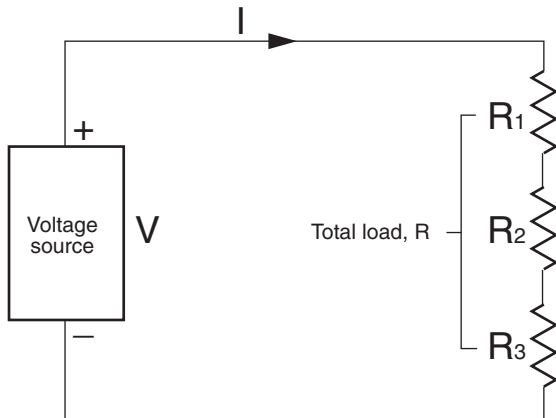 I
+
Voltage
source
V
–
Total load, R
R1
R2
R3